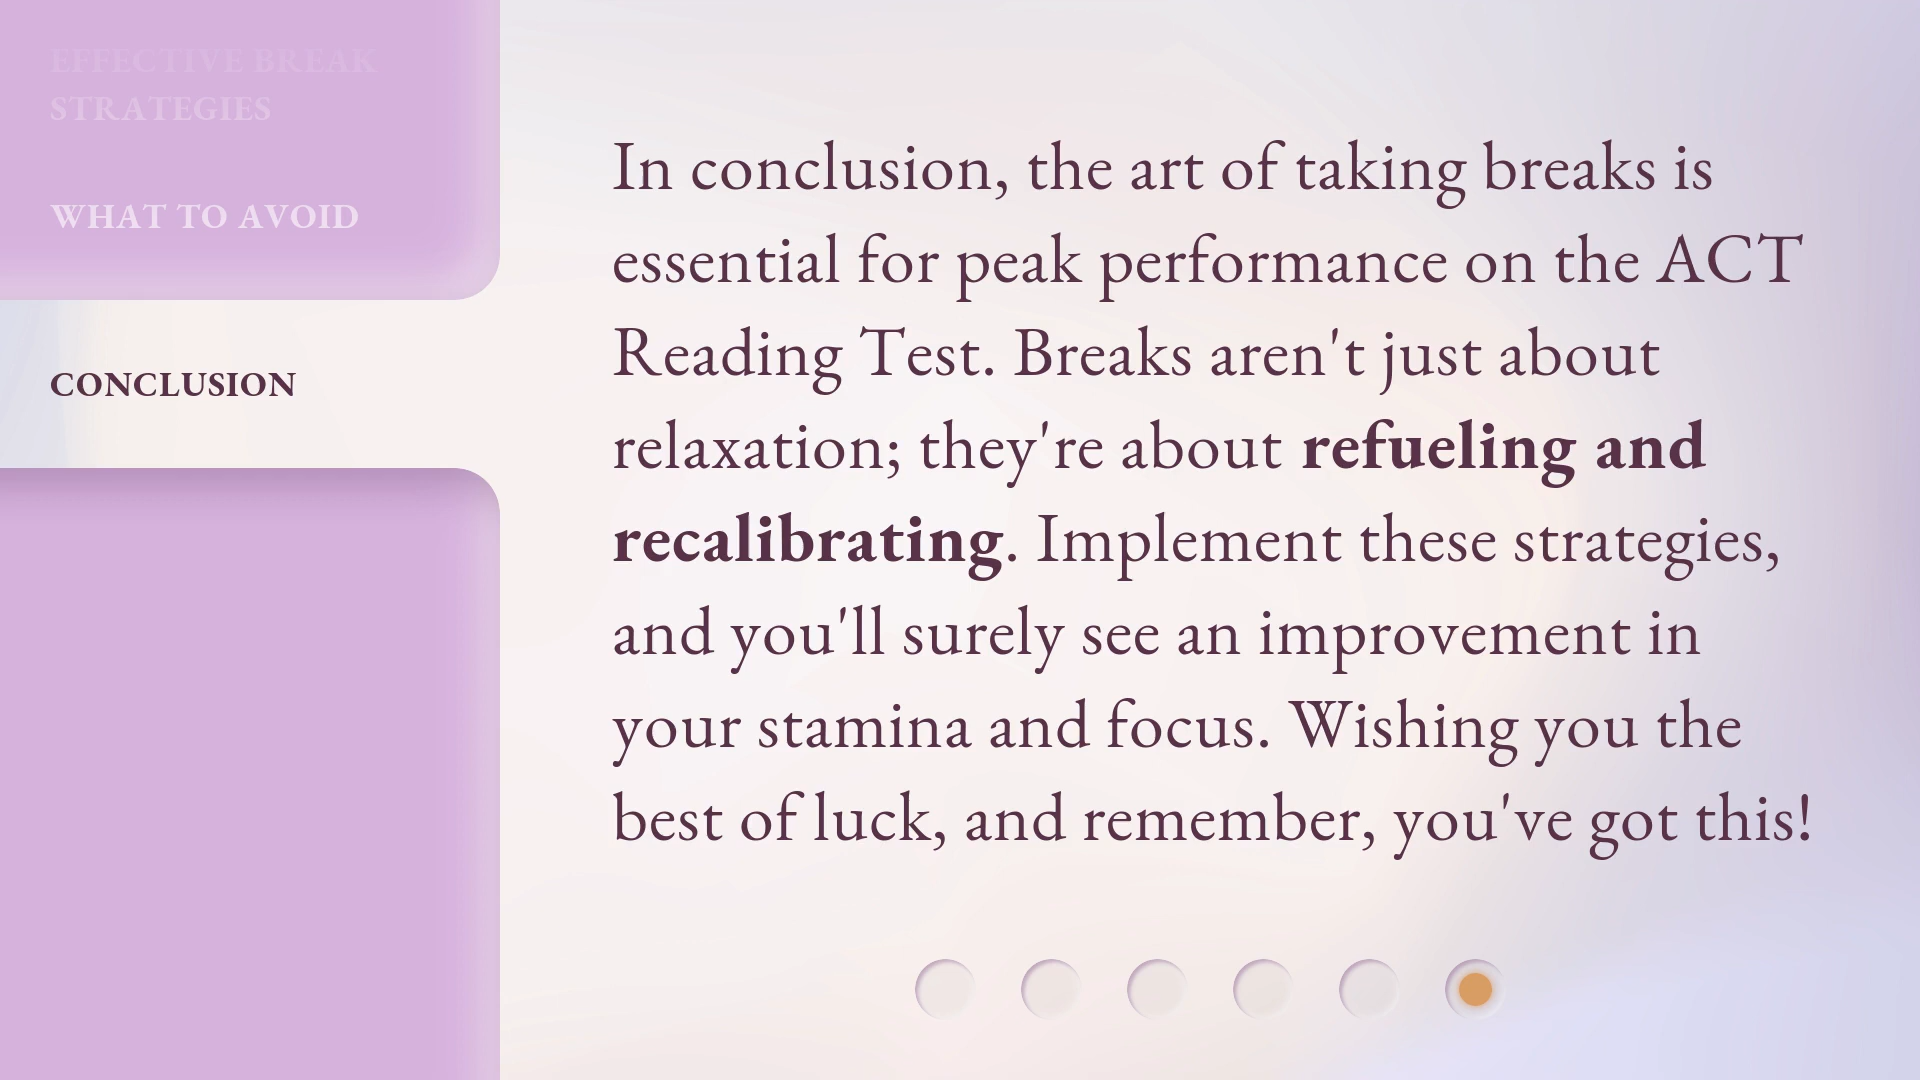 EFFECTIVE BREAK
STRATEGIES
WHAT TO AVOID
CONCLUSION
In conclusion, the art of taking breaks is
essential for peak performance on the ACT
Reading Test. Breaks aren't just about
relaxation; they're about refueling and
recalibrating. Implement these strategies,
and you'll surely see an improvement in
your stamina and focus. Wishing you the
best of luck, and remember, you've got this!